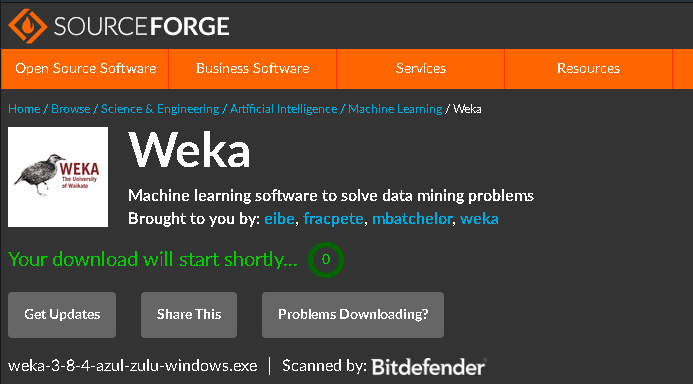 SOURCEFORGE
Open Source Software Business Software Services Resources
Home / Browse / Science & Engineering / Artificial Intelligence / Machine Learning / Weka
WEKA
The University
of Waikato
Weka
Machine learning software to solve data mining problems
Brought to you by: eibe, fracpete, mbatchelor, weka
Your download will start shortly... 0
Get Updates Share This Problems Downloading?
weka-3-8-4-azul-zulu-windows.exe | Scanned by: Bitdefender